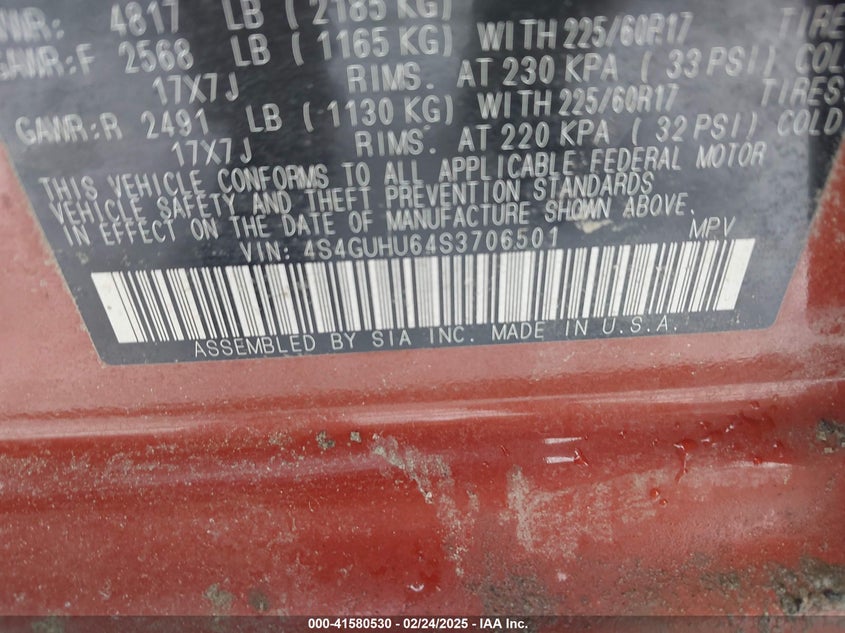 4817 LB ( 2185 KG)
GAWR:F 2568 LB ( 1165 KG) WITH 225/60R17 TIRES
17X7J RIMS. AT 230 KPA ( 33 PSI) COLD
GAWR:R 2491 LB ( 1130 KG) WITH 225/60R17 TIRES
17X7J RIMS. AT 220 KPA ( 32 PSI) COLD
THIS VEHICLE CONFORMS TO ALL APPLICABLE FEDERAL MOTOR
VEHICLE SAFETY AND THEFT PREVENTION STANDARDS
IN EFFECT ON THE DATE OF MANUFACTURE SHOWN ABOVE.
VIN: 4S4GUHU64S3706501 MPV
ASSEMBLED BY SIA INC. MADE IN U.S.A.
000-41580530 - 02/24/2025 - IAA Inc.